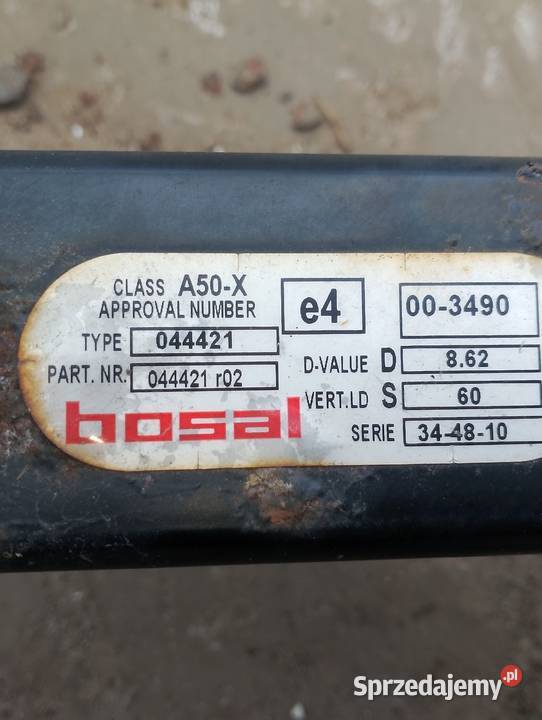 CLASS A50-X
APPROVAL NUMBER
e4
00-3490
TYPE 044421
PART. NR. 044421 r02
D-VALUE D 8.62
VERT.LD S 60
SERIE 34-48-10
bosal
Sprzedajemy.pl